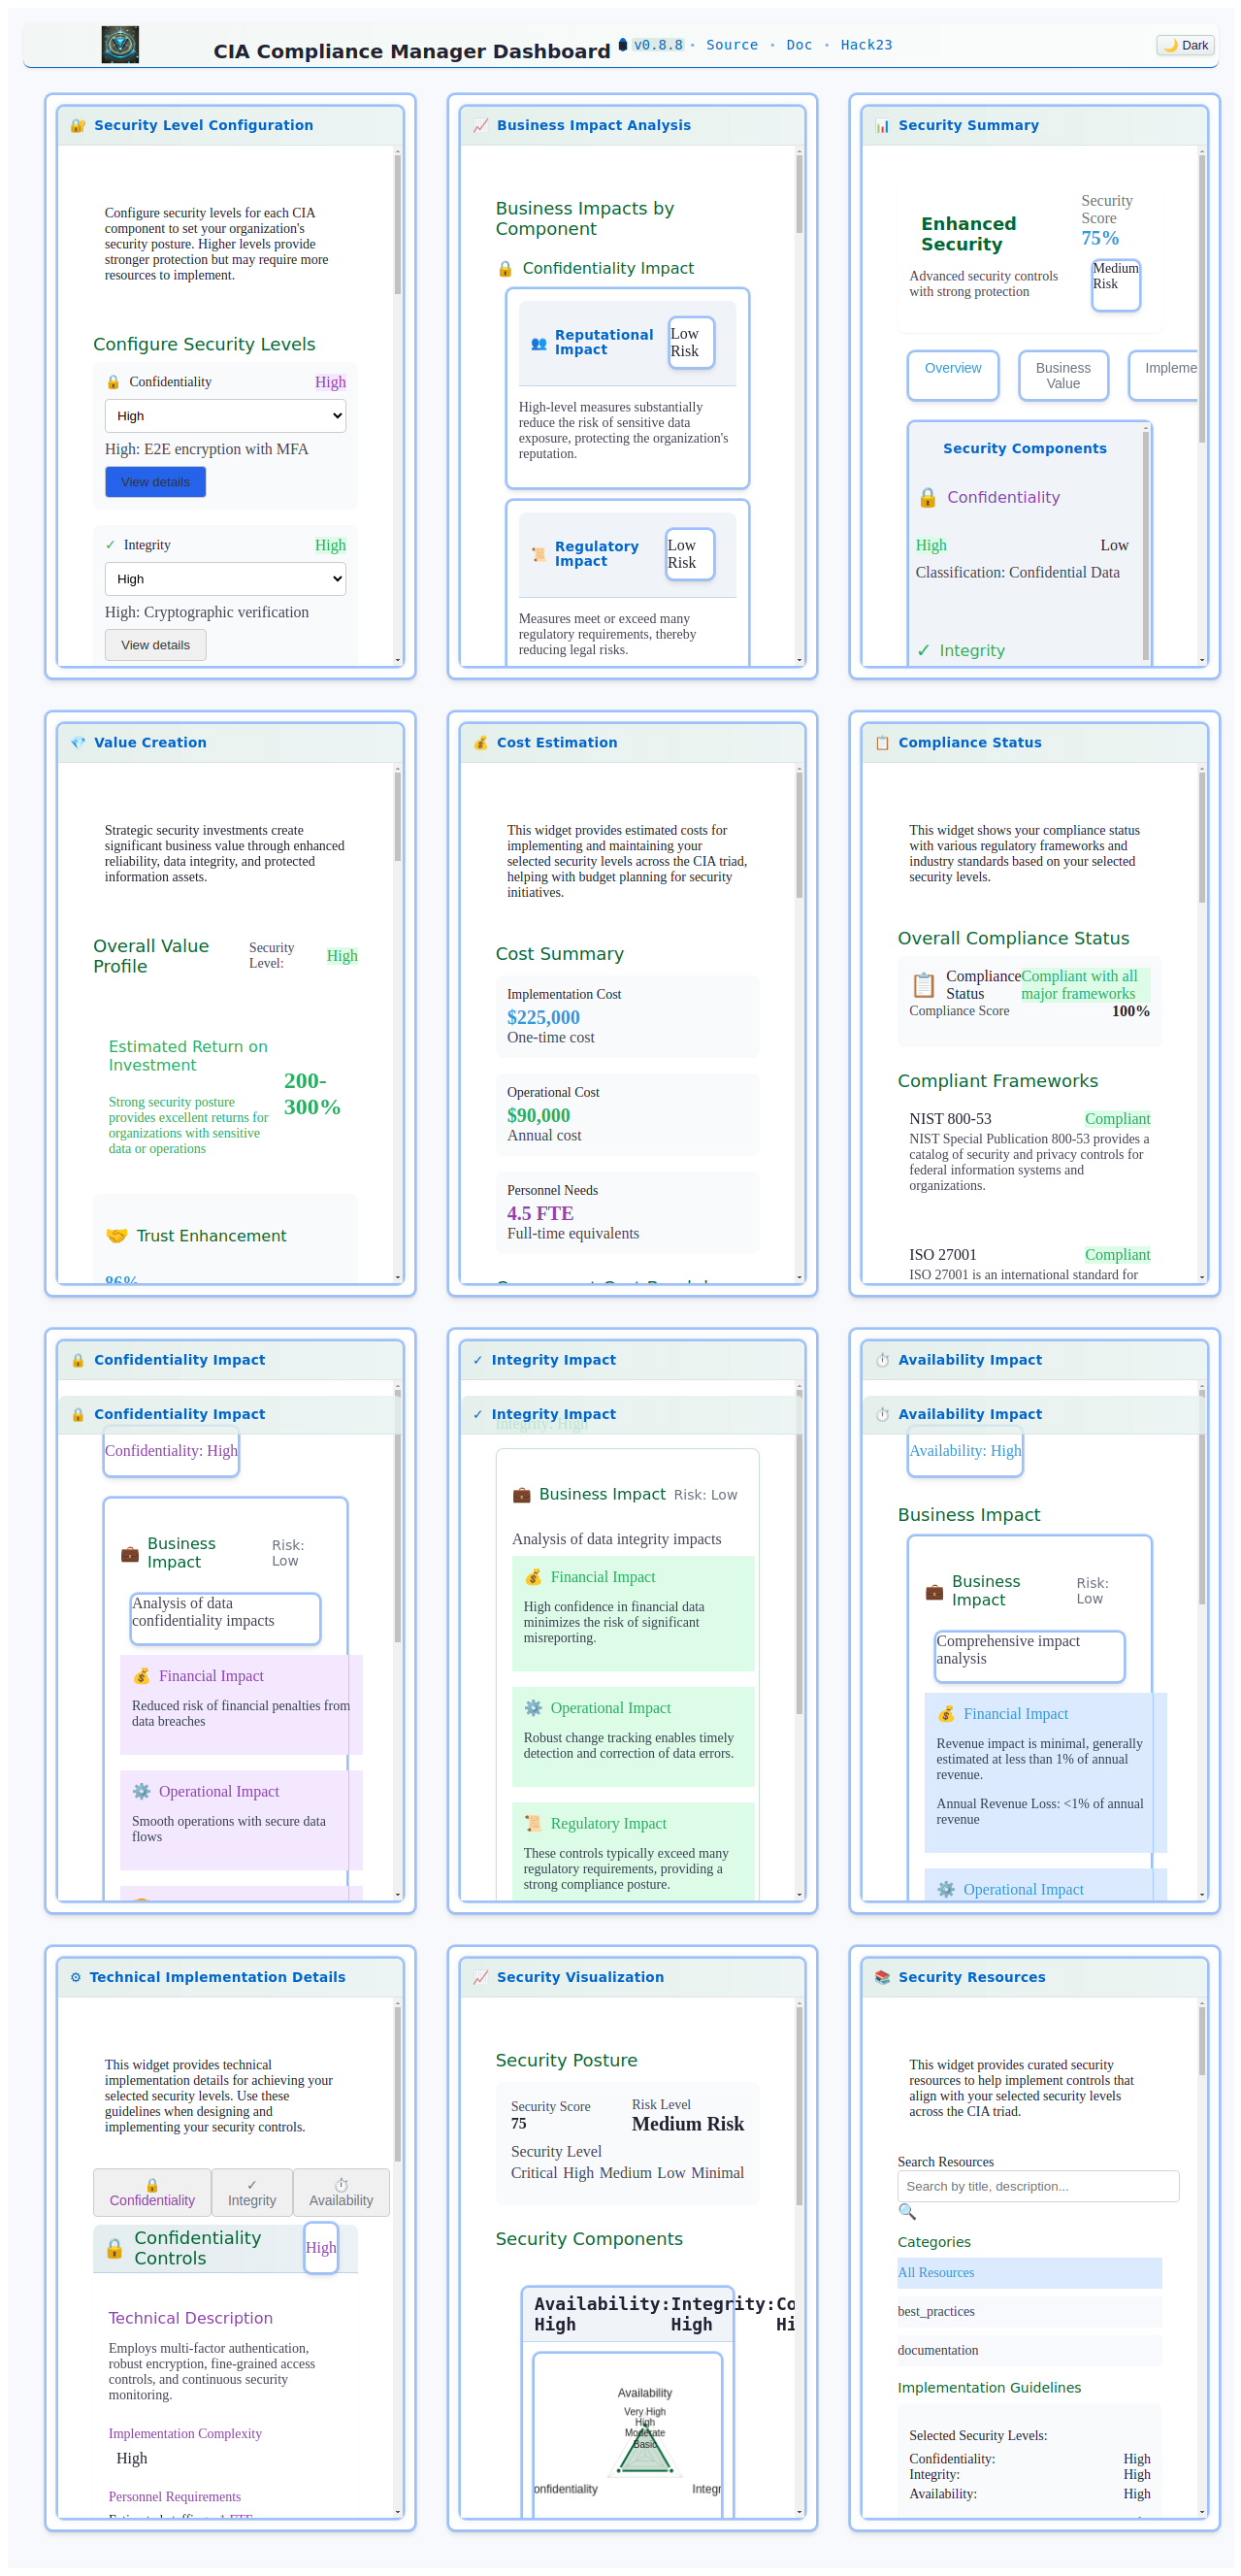 CIA Compliance Manager Dashboard v0.8.8 • Source • Doc • Hack23
🌙 Dark
🔐 Security Level Configuration
Configure security levels for each CIA
component to set your organization's
security posture. Higher levels provide
stronger protection but may require more
resources to implement.
Configure Security Levels
🔒 Confidentiality High
High
High: E2E encryption with MFA
View details
✓ Integrity High
High
High: Cryptographic verification
View details
📈 Business Impact Analysis
Business Impacts by
Component
🔒 Confidentiality Impact
👥 Reputational
Impact
Low
Risk
High-level measures substantially
reduce the risk of sensitive data
exposure, protecting the organization's
reputation.
📜 Regulatory
Impact
Low
Risk
Measures meet or exceed many
regulatory requirements, thereby
reducing legal risks.
📊 Security Summary
Enhanced
Security
Advanced security controls
with strong protection
Security
Score
75%
Medium
Risk
Overview
Business
Value
Impleme
Security Components
🔒 Confidentiality
High Low
Classification: Confidential Data
✓ Integrity
💎 Value Creation
Strategic security investments create
significant business value through enhanced
reliability, data integrity, and protected
information assets.
Overall Value
Profile
Security
Level:
High
Estimated Return on
Investment
Strong security posture
provides excellent returns for
organizations with sensitive
data or operations
200-
300%
🤝 Trust Enhancement
86%
💰 Cost Estimation
This widget provides estimated costs for
implementing and maintaining your
selected security levels across the CIA triad,
helping with budget planning for security
initiatives.
Cost Summary
Implementation Cost
$225,000
One-time cost
Operational Cost
$90,000
Annual cost
Personnel Needs
4.5 FTE
Full-time equivalents
📋 Compliance Status
This widget shows your compliance status
with various regulatory frameworks and
industry standards based on your selected
security levels.
Overall Compliance Status
📋 Compliance
Status
Compliant with all
major frameworks
Compliance Score 100%
Compliant Frameworks
NIST 800-53 Compliant
NIST Special Publication 800-53 provides a
catalog of security and privacy controls for
federal information systems and
organizations.
ISO 27001 Compliant
ISO 27001 is an international standard for
🔒 Confidentiality Impact
🔒 Confidentiality Impact
Confidentiality: High
💼 Business
Impact
Risk:
Low
Analysis of data
confidentiality impacts
💰 Financial Impact
Reduced risk of financial penalties from
data breaches
⚙️ Operational Impact
Smooth operations with secure data
flows
✓ Integrity Impact
✓ Integrity Impact
Integrity: High
💼 Business Impact Risk: Low
Analysis of data integrity impacts
💰 Financial Impact
High confidence in financial data
minimizes the risk of significant
misreporting.
⚙️ Operational Impact
Robust change tracking enables timely
detection and correction of data errors.
📜 Regulatory Impact
These controls typically exceed many
regulatory requirements, providing a
strong compliance posture.
⏱️ Availability Impact
⏱️ Availability Impact
Availability: High
Business Impact
💼 Business
Impact
Risk:
Low
Comprehensive impact
analysis
💰 Financial Impact
Revenue impact is minimal, generally
estimated at less than 1% of annual
revenue.
Annual Revenue Loss: <1% of annual
revenue
⚙️ Operational Impact
⚙ Technical Implementation Details
This widget provides technical
implementation details for achieving your
selected security levels. Use these
guidelines when designing and
implementing your security controls.
🔒
Confidentiality
✓
Integrity
⏱️
Availability
🔒 Confidentiality
Controls
High
Technical Description
Employs multi-factor authentication,
robust encryption, fine-grained access
controls, and continuous security
monitoring.
Implementation Complexity
High
Personnel Requirements
📈 Security Visualization
Security Posture
Security Score
75
Risk Level
Medium Risk
Security Level
Critical High Medium Low Minimal
Security Components
Availability:
High
Integrity:
High
Co
Hi
Availability
Very High
High
Moderate
Basic
onfidentiality
Integr
📚 Security Resources
This widget provides curated security
resources to help implement controls that
align with your selected security levels
across the CIA triad.
Search Resources
Search by title, description...
🔍
Categories
All Resources
best_practices
documentation
Implementation Guidelines
Selected Security Levels:
Confidentiality: High
Integrity: High
Availability: High